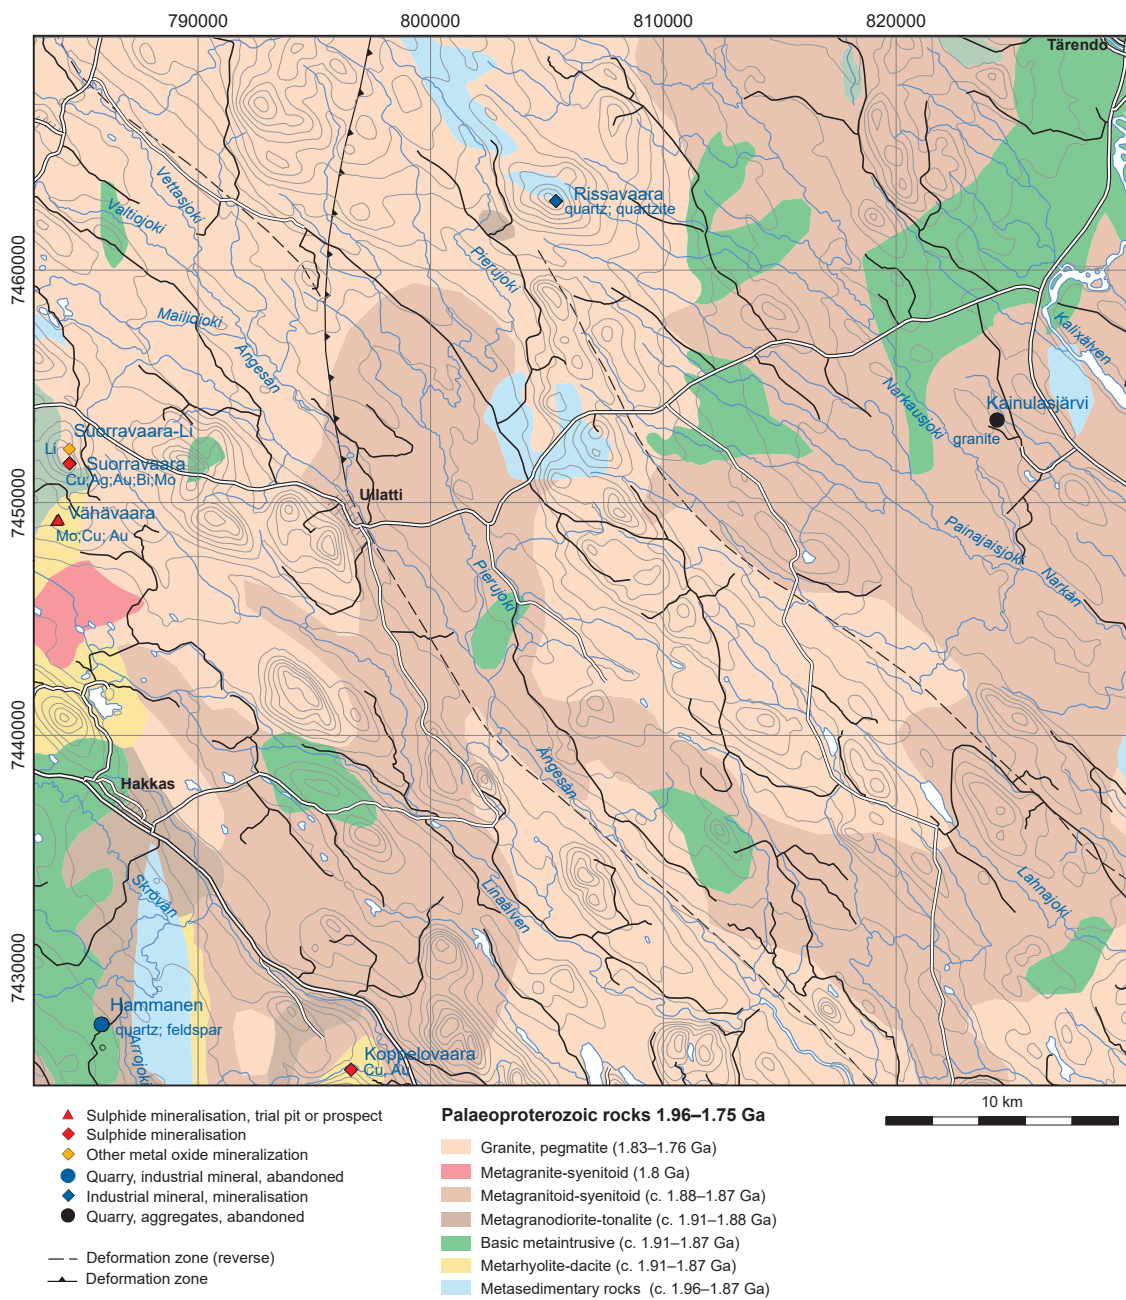 790000
800000
810000
820000
Tärendö
Rissavaara
quartz; quartzite
Vettasjoki
Valtiojoki
Pierujoki
7460000
Mailiojoki
Ängesån
Kalixälven
Narkausjoki
Kainulasjärvi
granite
Suorravaara-Li
Li
Suorravaara
Cu;Ag;Au;Bi;Mo
Ullatti
7450000
Vähävaara
Mo;Cu; Au
Painajaisjoki
Narkån
Pierujoki
7440000
Ängesån
Hakkas
Skrövån
Linaälven
Lahnajoki
7430000
Hammanen
quartz; feldspar
Arrojoki
Koppelovaara
Cu, Au
Sulphide mineralisation, trial pit or prospect
Sulphide mineralisation
Other metal oxide mineralization
Quarry, industrial mineral, abandoned
Industrial mineral, mineralisation
Quarry, aggregates, abandoned
Deformation zone (reverse)
Deformation zone
Palaeoproterozoic rocks 1.96–1.75 Ga
Granite, pegmatite (1.83–1.76 Ga)
Metagranite-syenitoid (1.8 Ga)
Metagranitoid-syenitoid (c. 1.88–1.87 Ga)
Metagranodiorite-tonalite (c. 1.91–1.88 Ga)
Basic metaintrusive (c. 1.91–1.87 Ga)
Metarhyolite-dacite (c. 1.91–1.87 Ga)
Metasedimentary rocks (c. 1.96–1.87 Ga)
10 km